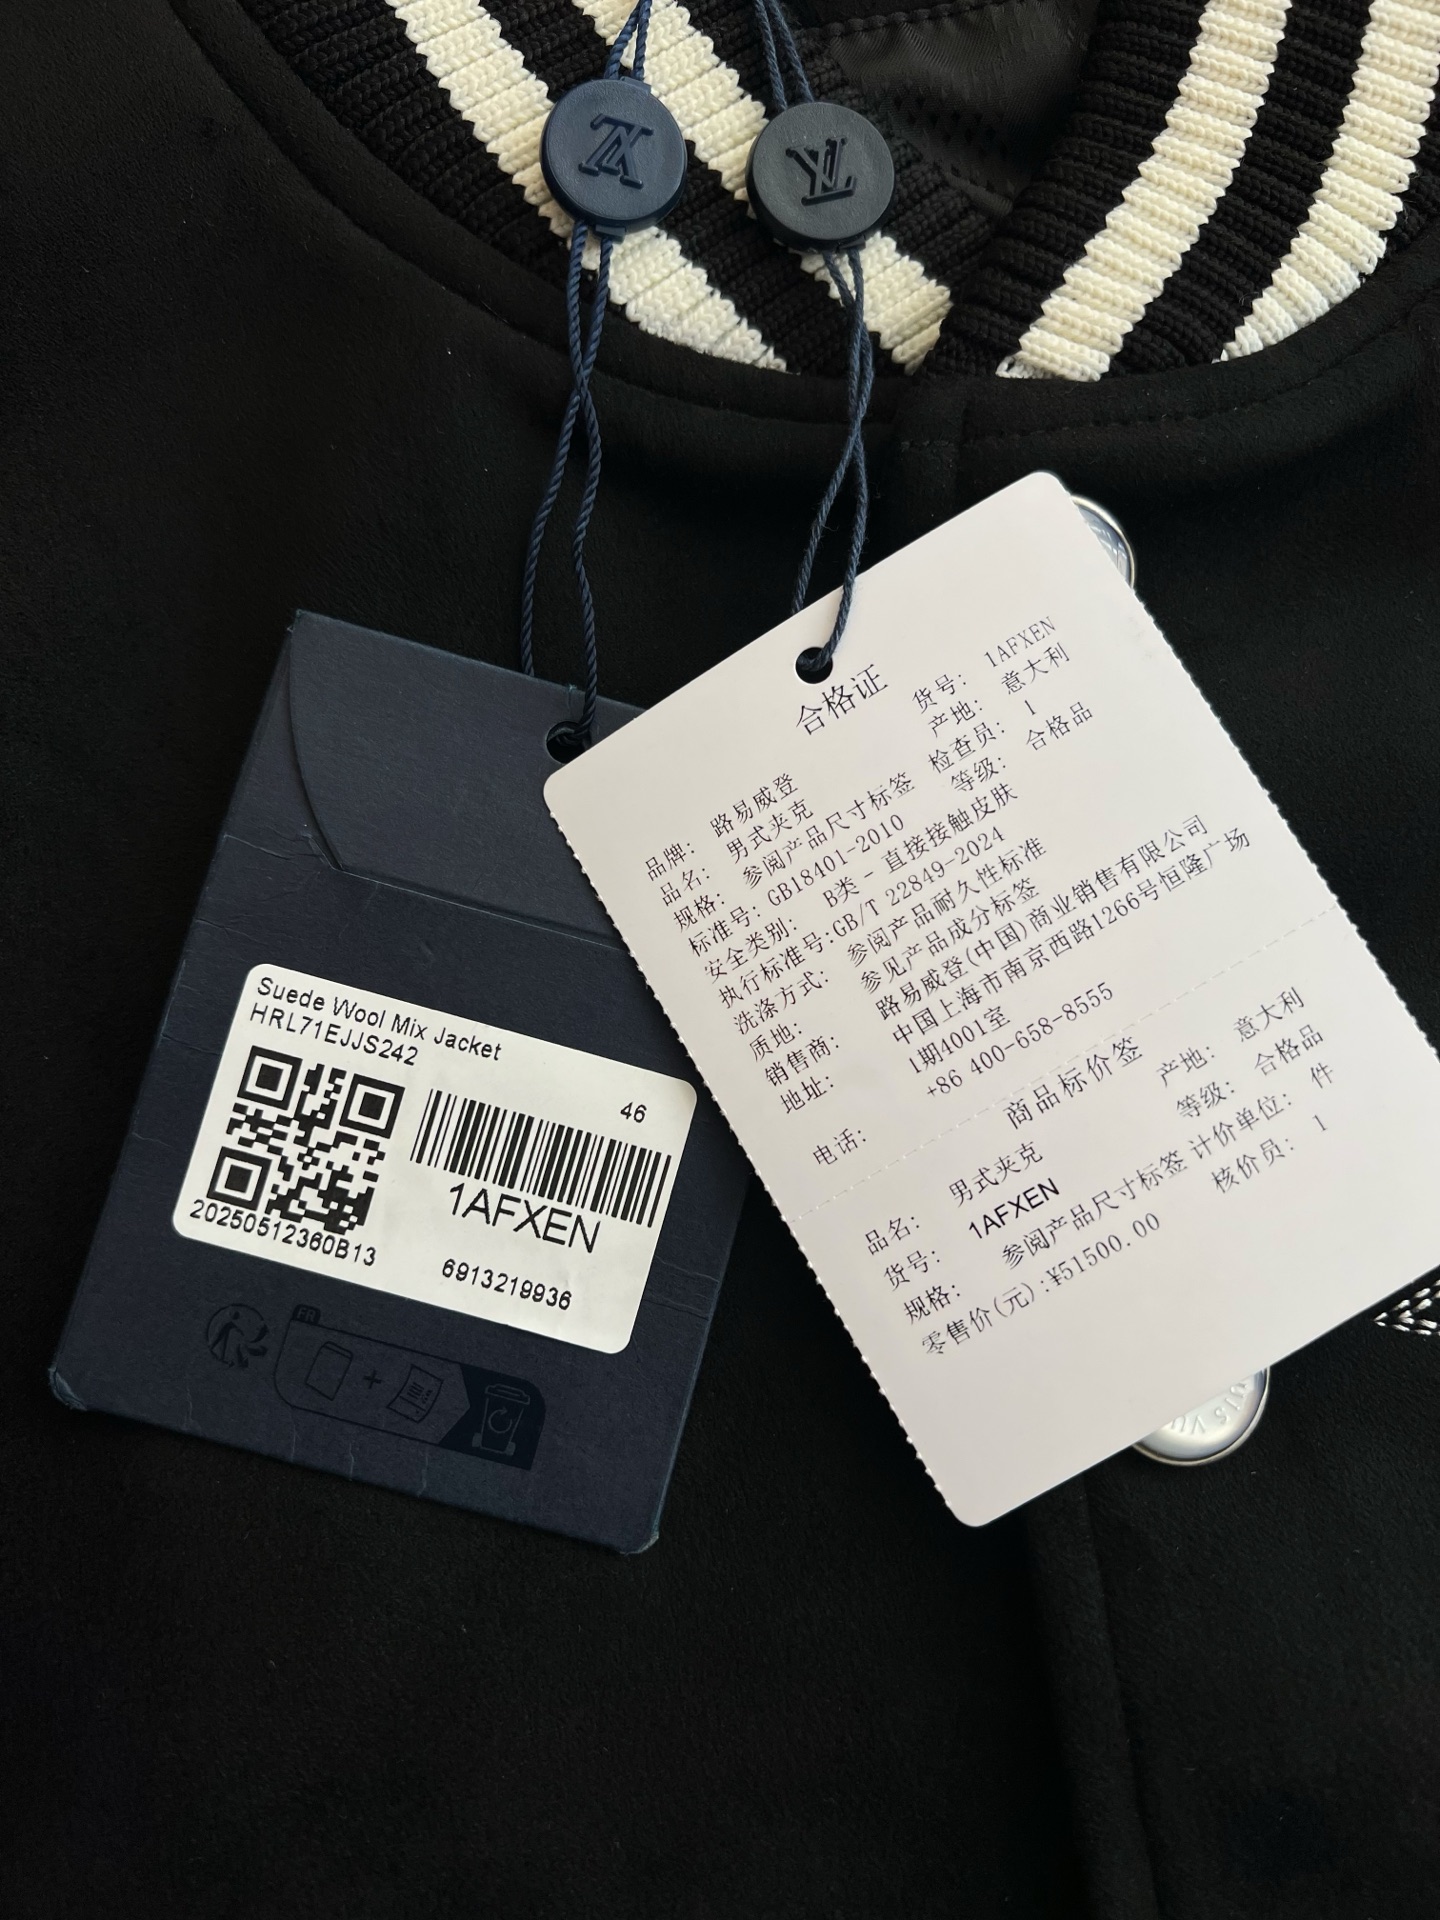 LV
LV
Suede Wool Mix Jacket
HRL71EJJS242
46
1AFXEN
20250512360B13
6913219936
FR
+
合格证
货号: 1AFXEN
产地: 意大利
检查员: 1
等级: 合格品
品牌: 路易威登
品名: 男式夹克
规格: 参阅产品尺寸标签
标准号: GB18401-2010
安全类别: B类 - 直接接触皮肤
执行标准号:GB/T 22849-2024
洗涤方式: 参阅产品耐久性标准
质地: 参见产品成分标签
销售商: 路易威登(中国)商业销售有限公司
地址: 中国上海市南京西路1266号恒隆广场
1期4001室
电话: +86 400-658-8555
商品标价签
产地: 意大利
等级: 合格品
计价单位: 件
核价员: 1
品名: 男式夹克
货号: 1AFXEN
规格: 参阅产品尺寸标签
零售价(元):¥51500.00